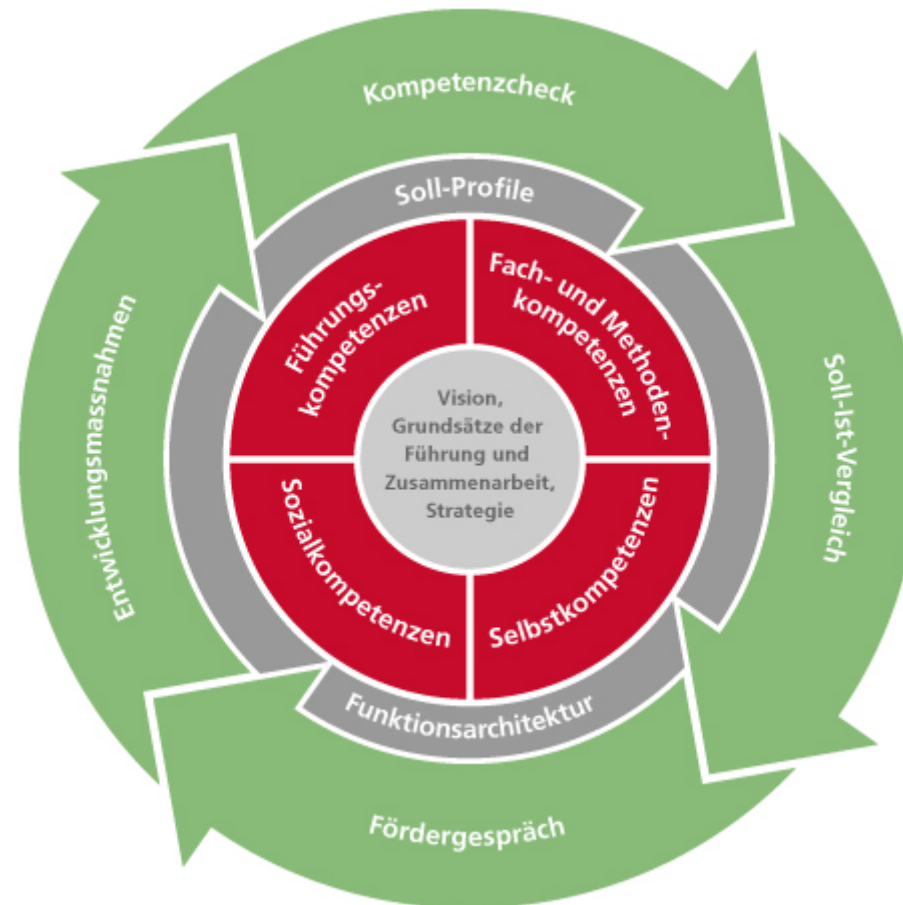 Kompetenzcheck
Soll-Profile
Führungs-
kompetenzen
Fach- und Methoden-
kompetenzen
Soll-Ist-Vergleich
Entwicklungsmassnahmen
Vision,
Grundsätze der
Führung und
Zusammenarbeit,
Strategie
Sozialkompetenzen
Selbstkompetenzen
Funktionsarchitektur
Fördergespräch